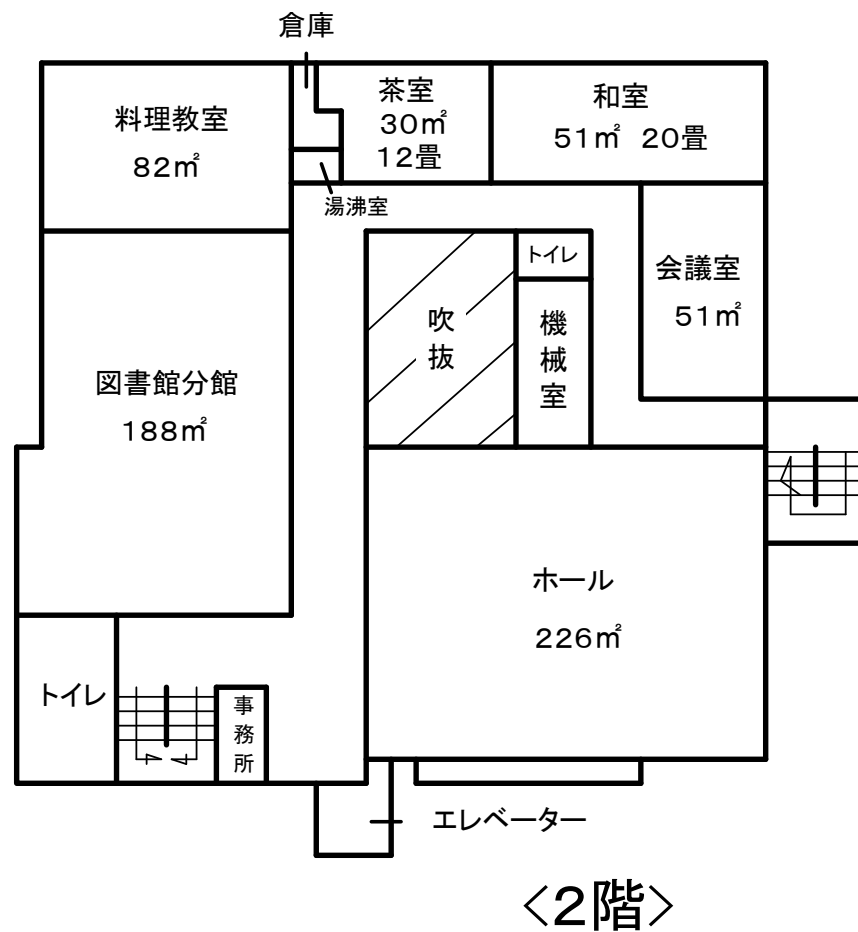 倉庫
料理教室
82㎡
茶室
30㎡
12畳
和室
51㎡ 20畳
湯沸室
トイレ
会議室
51㎡
吹
抜
機
械
室
図書館分館
188㎡
ホール
226㎡
トイレ
事
務
所
エレベーター
<2階>